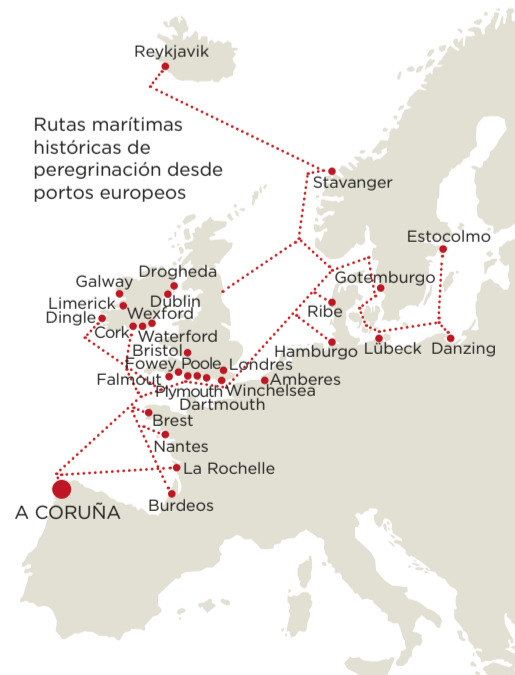 Reykjavik
Rutas marítimas
históricas de
peregrinación desde
portos europeos
Stavanger
Estocolmo
Drogheda
Gotemburgo
Galway
Limerick
Dublin
Dingle
Wexford
Ribe
Cork
Waterford
Bristol
Hamburgo
Lübeck
Danzing
Fowey
Poole
Londres
Falmout
Amberes
Plymouth
Winchelsea
Dartmouth
Brest
Nantes
La Rochelle
Burdeos
A CORUÑA